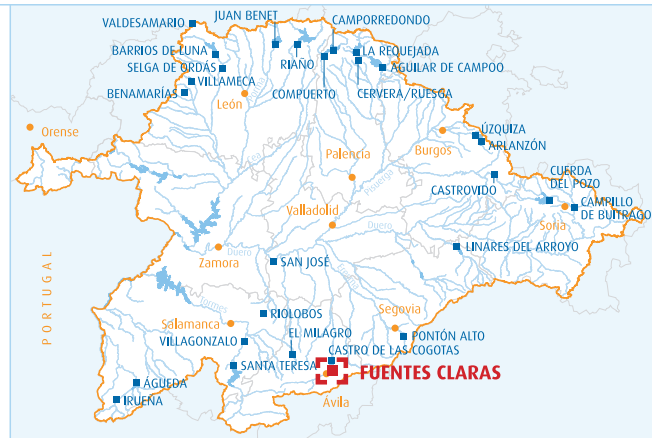 JUAN BENET
CAMPORREDONDO
VALDESAMARIO
BARRIOS DE LUNA
LA REQUEJADA
SELGA DE ORDÁS
RIAÑO
AGUILAR DE CAMPOO
VILLAMECA
BENAMARÍAS
León
COMPUERTO
CERVERA/RUESGA
Orense
Burgos
ÚZQUIZA
ARLANZÓN
Palencia
CUERDA
DEL POZO
Pisuerga
CASTROVIDO
CAMPILLO
DE BUITRAGO
Soria
Valladolid
Duero
Duero
Zamora
SAN JOSÉ
LINARES DEL ARROYO
PORTUGAL
Tormes
RIOLOBOS
Segovia
Salamanca
EL MILAGRO
PONTÓN ALTO
VILLAGONZALO
CASTRO DE LAS COGOTAS
SANTA TERESA
FUENTES CLARAS
ÁGUEDA
Ávila
IRUEÑA